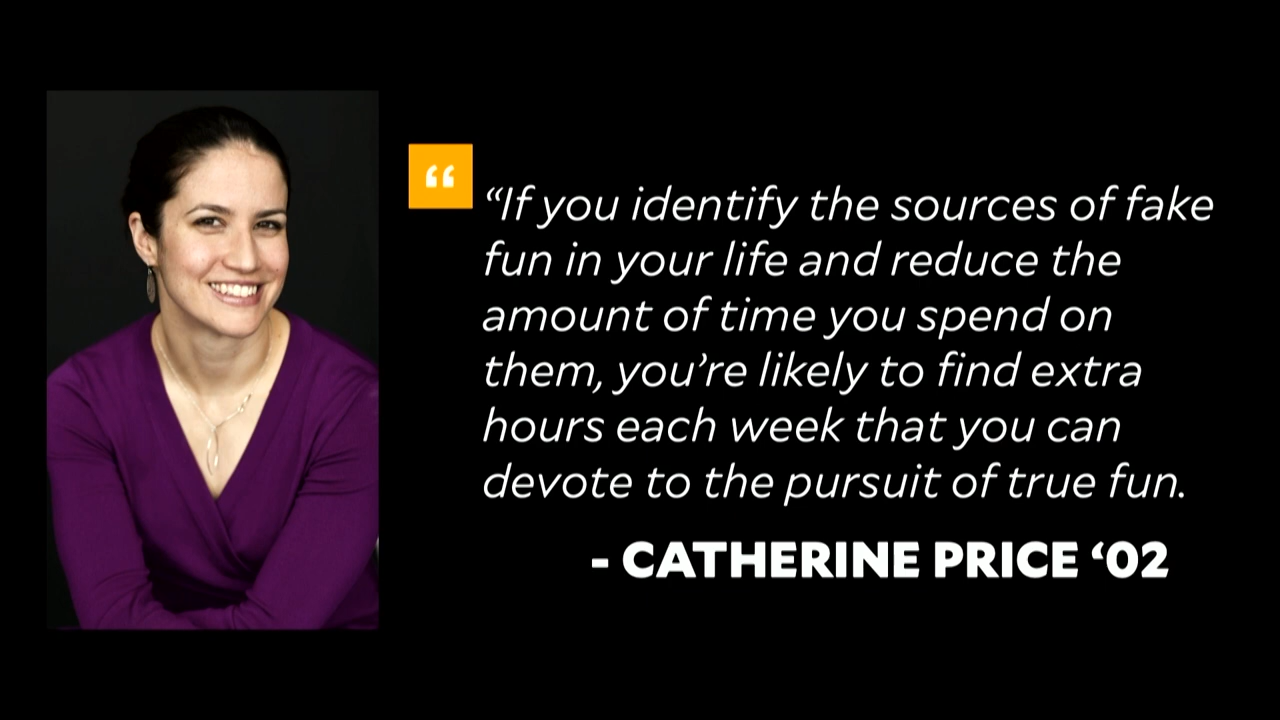 “
“If you identify the sources of fake
fun in your life and reduce the
amount of time you spend on
them, you’re likely to find extra
hours each week that you can
devote to the pursuit of true fun.
- CATHERINE PRICE ‘02